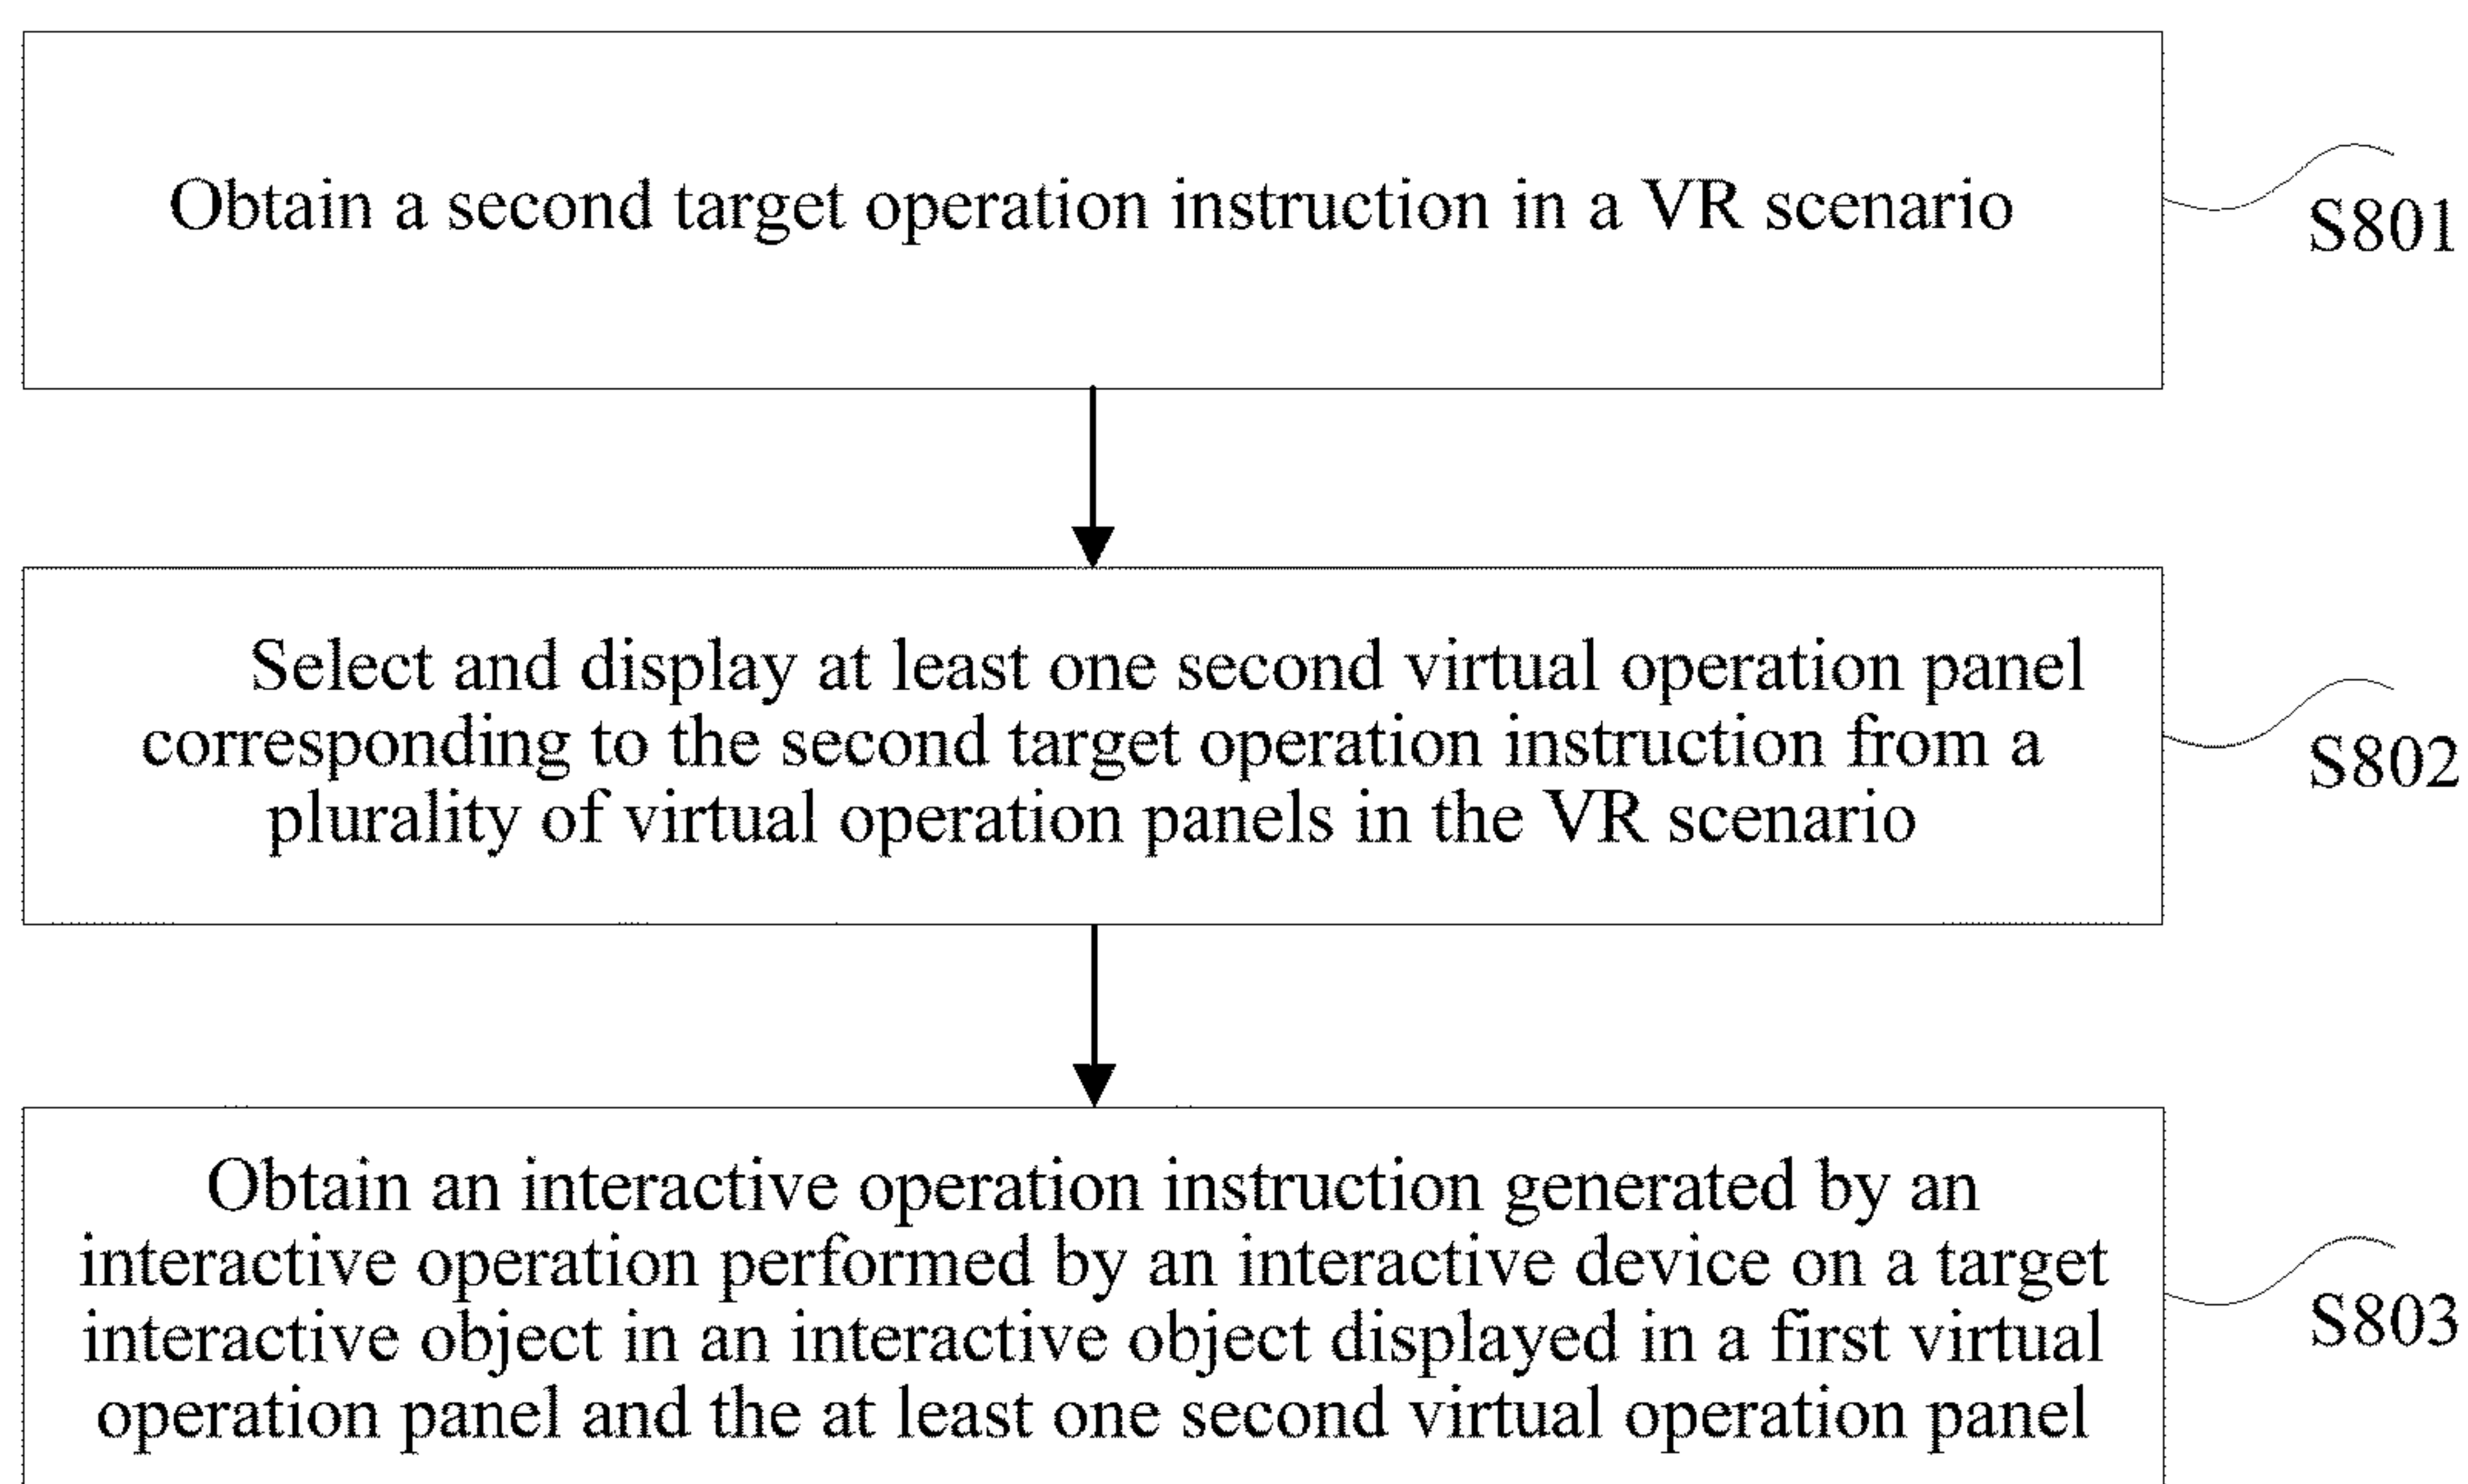 Obtain a second target operation instruction in a VR scenario
S801
Select and display at least one second virtual operation panel
corresponding to the second target operation instruction from a
plurality of virtual operation panels in the VR scenario
S802
Obtain an interactive operation instruction generated by an
interactive operation performed by an interactive device on a target
interactive object in an interactive object displayed in a first virtual
operation panel and the at least one second virtual operation panel
S803